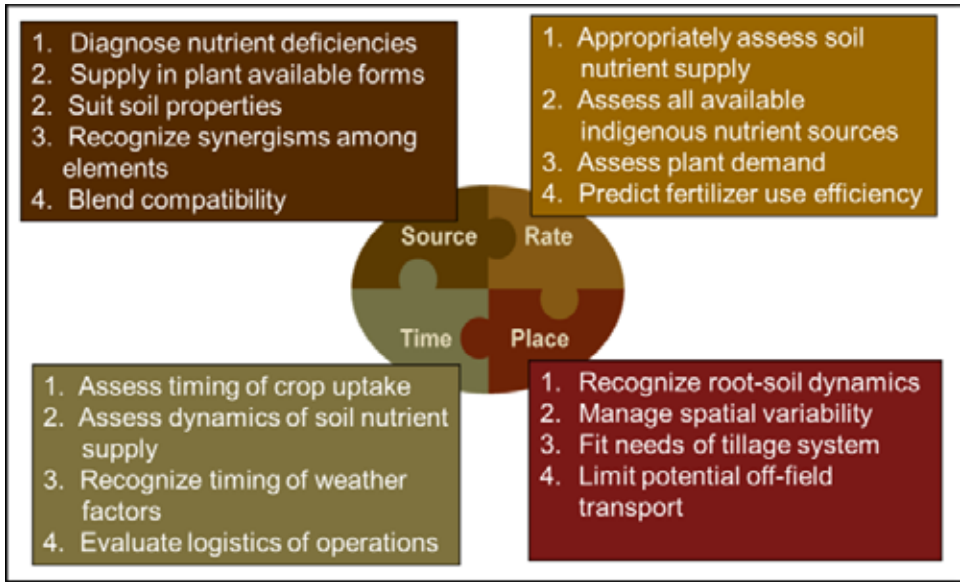 1. Diagnose nutrient deficiencies
2. Supply in plant available forms
2. Suit soil properties
3. Recognize synergisms among
elements
4. Blend compatibility
1. Appropriately assess soil
nutrient supply
2. Assess all available
indigenous nutrient sources
3. Assess plant demand
4. Predict fertilizer use efficiency
Source
Rate
Time
Place
1. Assess timing of crop uptake
2. Assess dynamics of soil nutrient
supply
3. Recognize timing of weather
factors
4. Evaluate logistics of operations
1. Recognize root-soil dynamics
2. Manage spatial variability
3. Fit needs of tillage system
4. Limit potential off-field
transport